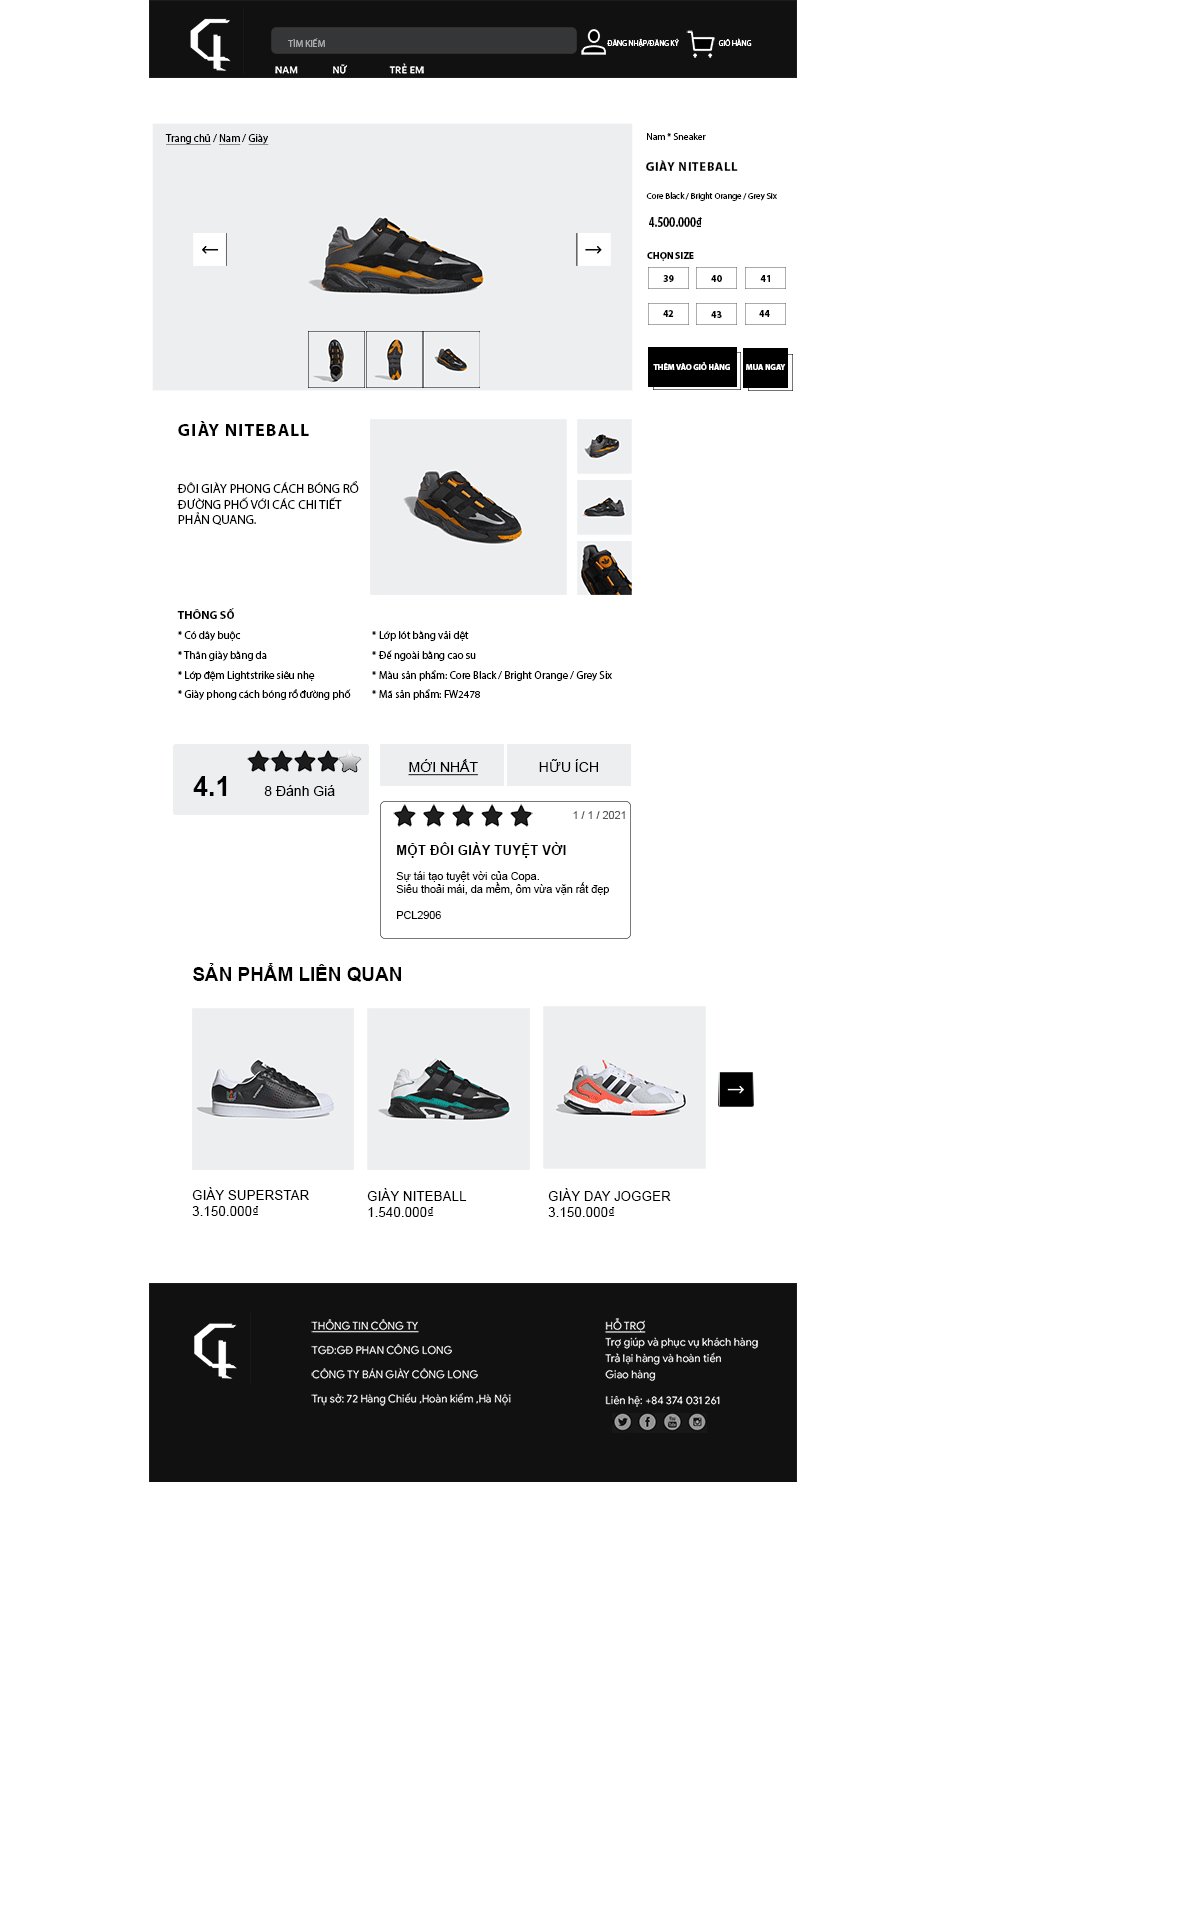 TÌM KIẾM
ĐĂNG NHẬP/ĐĂNG KÝ
GIỎ HÀNG
NAM
NỮ
TRẺ EM
Trang chủ / Nam / Giày
Nam * Sneaker
GIÀY NITEBALL
Core Black / Bright Orange / Grey Six
4.500.000₫
CHỌN SIZE
39
40
41
42
43
44
THÊM VÀO GIỎ HÀNG
MUA NGAY
GIÀY NITEBALL
ĐÔI GIÀY PHONG CÁCH BÓNG RỔ
ĐƯỜNG PHỐ VỚI CÁC CHI TIẾT
PHẢN QUANG.
THÔNG SỐ
* Có dây buộc
* Thân giày bằng da
* Lớp đệm Lightstrike siêu nhẹ
* Giày phong cách bóng rổ đường phố
* Lớp lót bằng vải dệt
* Đế ngoài bằng cao su
* Màu sản phẩm: Core Black / Bright Orange / Grey Six
* Mã sản phẩm: FW2478
4.1
8 Đánh Giá
MỚI NHẤT
HỮU ÍCH
1 / 1 / 2021
MỘT ĐÔI GIÀY TUYỆT VỜI
Sự tái tạo tuyệt vời của Copa.
Siêu thoải mái, da mềm, ôm vừa vặn rất đẹp
PCL2906
SẢN PHẨM LIÊN QUAN
GIÀY SUPERSTAR
3.150.000₫
GIÀY NITEBALL
1.540.000₫
GIÀY DAY JOGGER
3.150.000₫
THÔNG TIN CÔNG TY
TGĐ:GĐ PHAN CÔNG LONG
CÔNG TY BÁN GIÀY CÔNG LONG
Trụ sở: 72 Hàng Chiếu ,Hoàn kiếm ,Hà Nội
HỖ TRỢ
Trợ giúp và phục vụ khách hàng
Trả lại hàng và hoàn tiền
Giao hàng
Liên hệ: +84 374 031 261